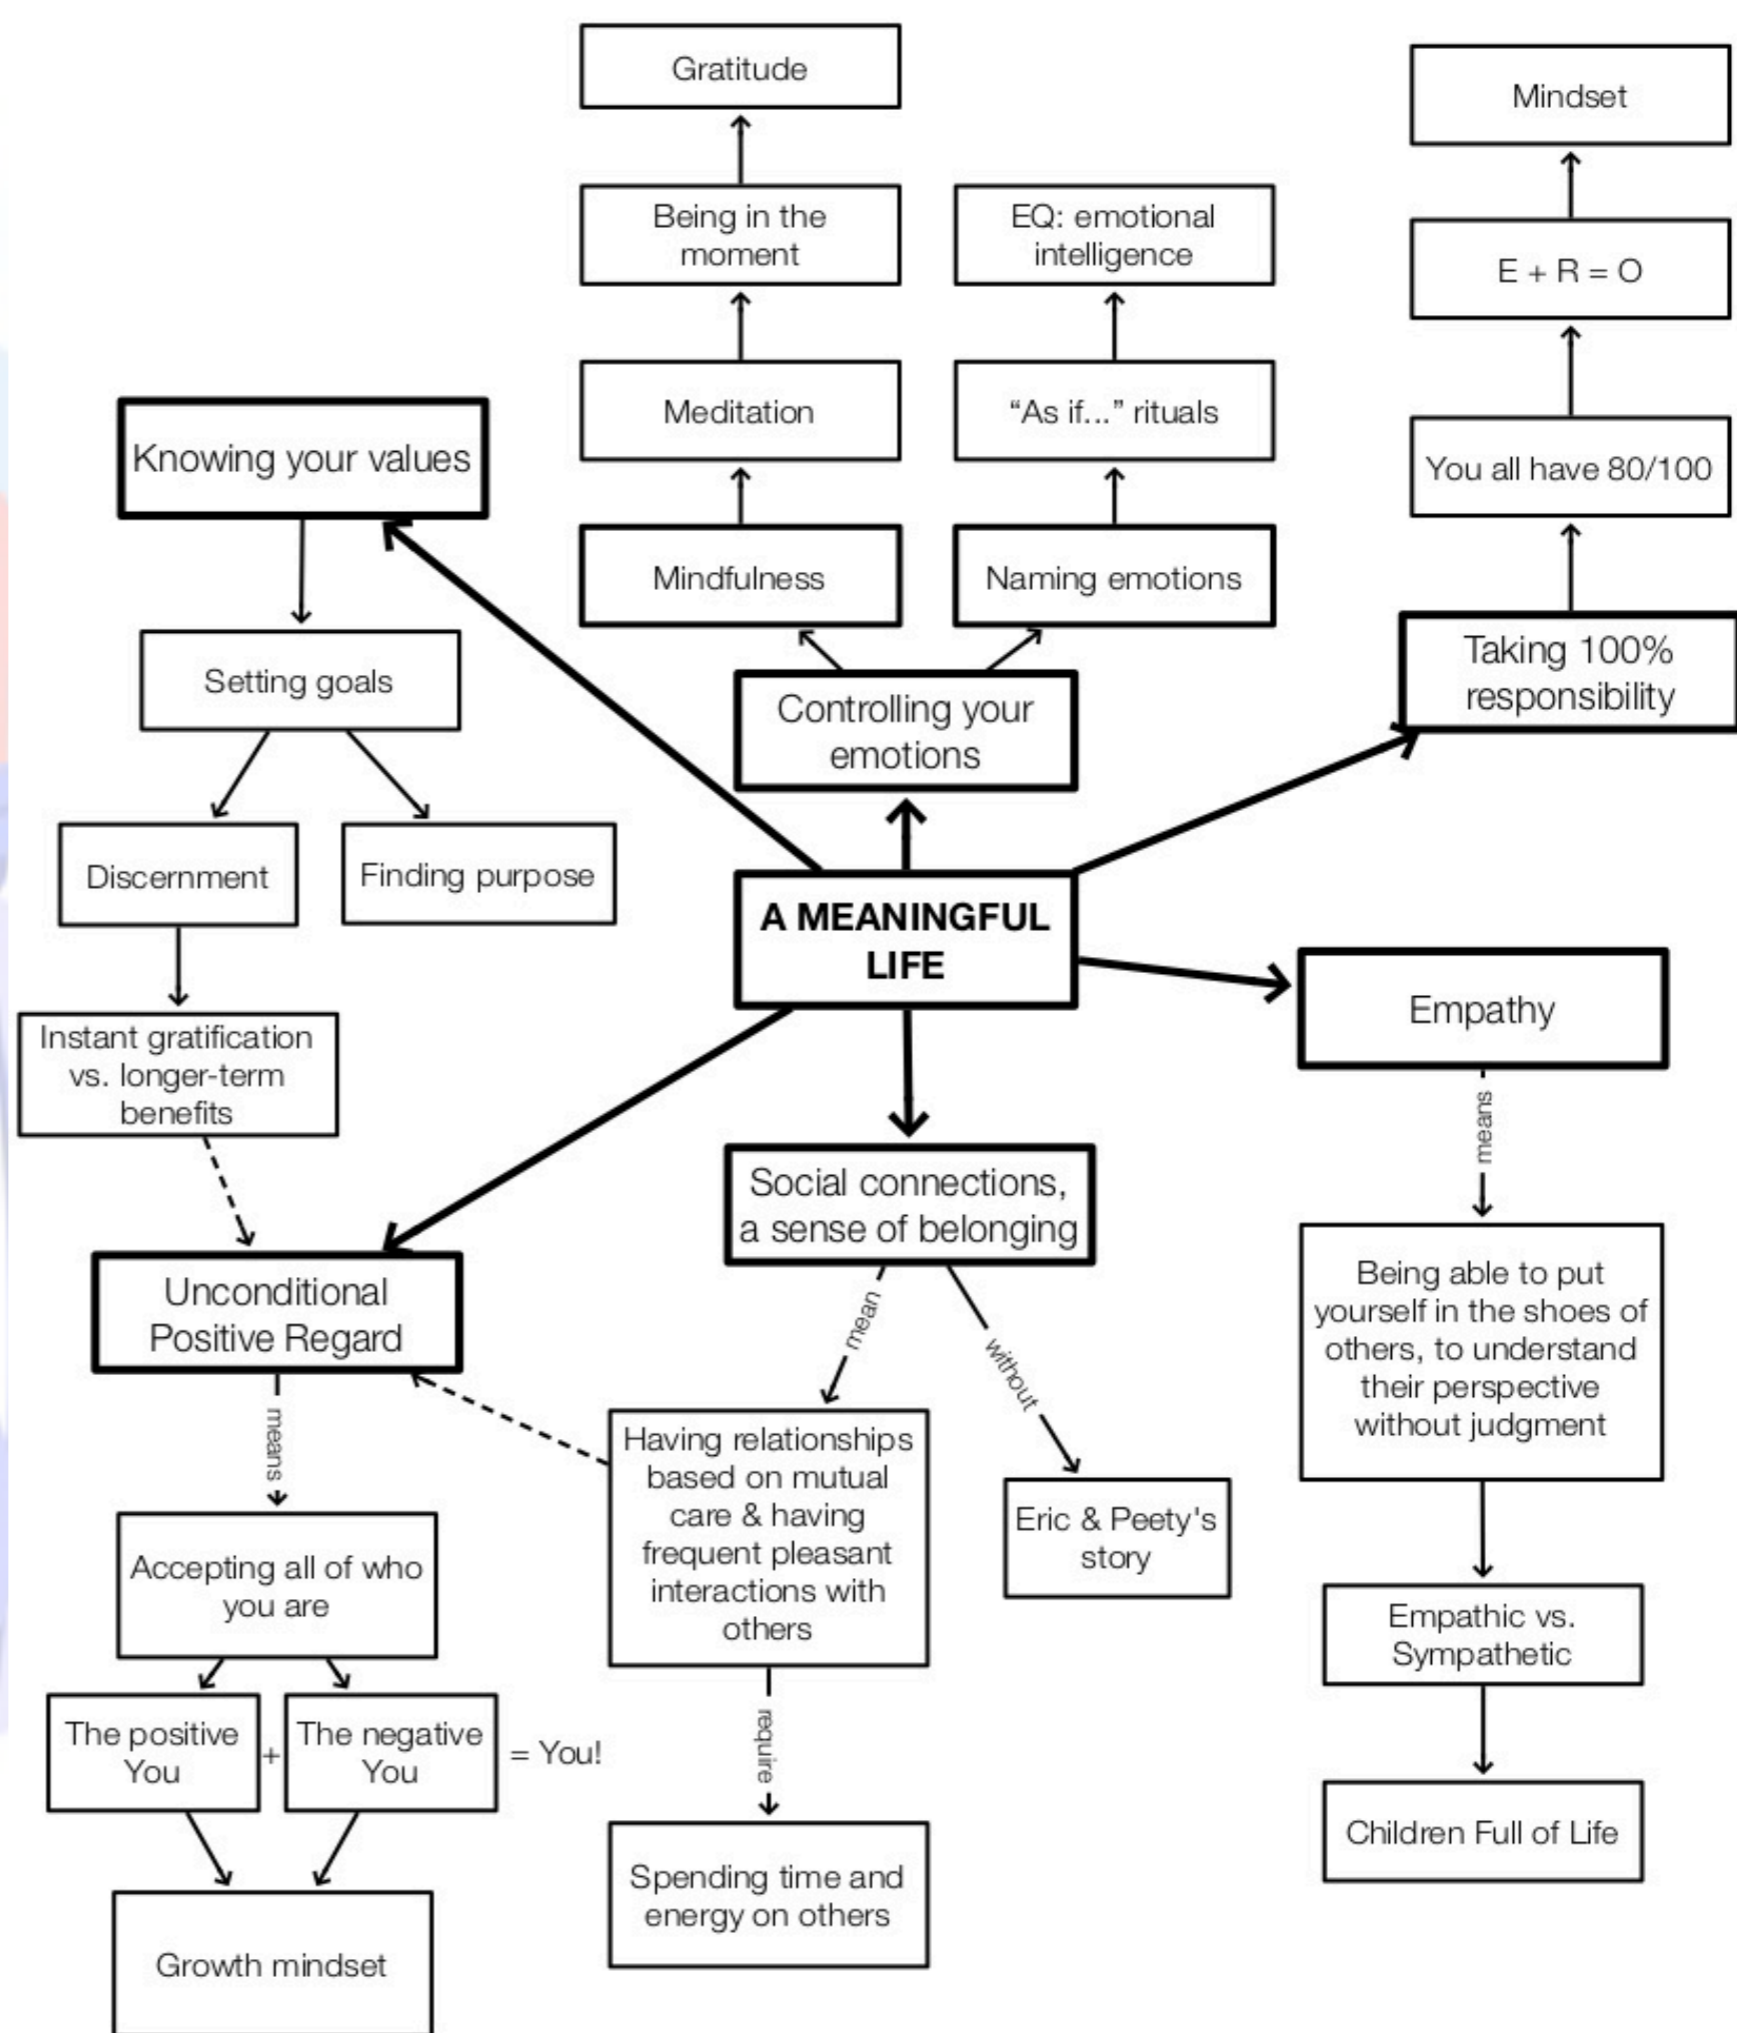 Gratitude
Mindset
Being in the
moment
EQ: emotional
intelligence
E + R = O
Meditation
“As if...” rituals
You all have 80/100
Knowing your values
Mindfulness
Naming emotions
Taking 100%
responsibility
Setting goals
Controlling your
emotions
Discernment
Finding purpose
A MEANINGFUL
LIFE
Empathy
Instant gratification
vs. longer-term
benefits
means
Social connections,
a sense of belonging
Unconditional
Positive Regard
mean
without
Being able to put
yourself in the shoes of
others, to understand
their perspective
without judgment
means
Having relationships
based on mutual
care & having
frequent pleasant
interactions with
others
Eric & Peety's
story
Accepting all of who
you are
Empathic vs.
Sympathetic
The positive
You
+
The negative
You
= You!
require
Children Full of Life
Spending time and
energy on others
Growth mindset